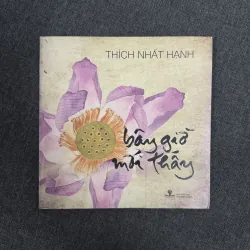 THÍCH NHẤT HẠNH
bây giờ
mới thấy